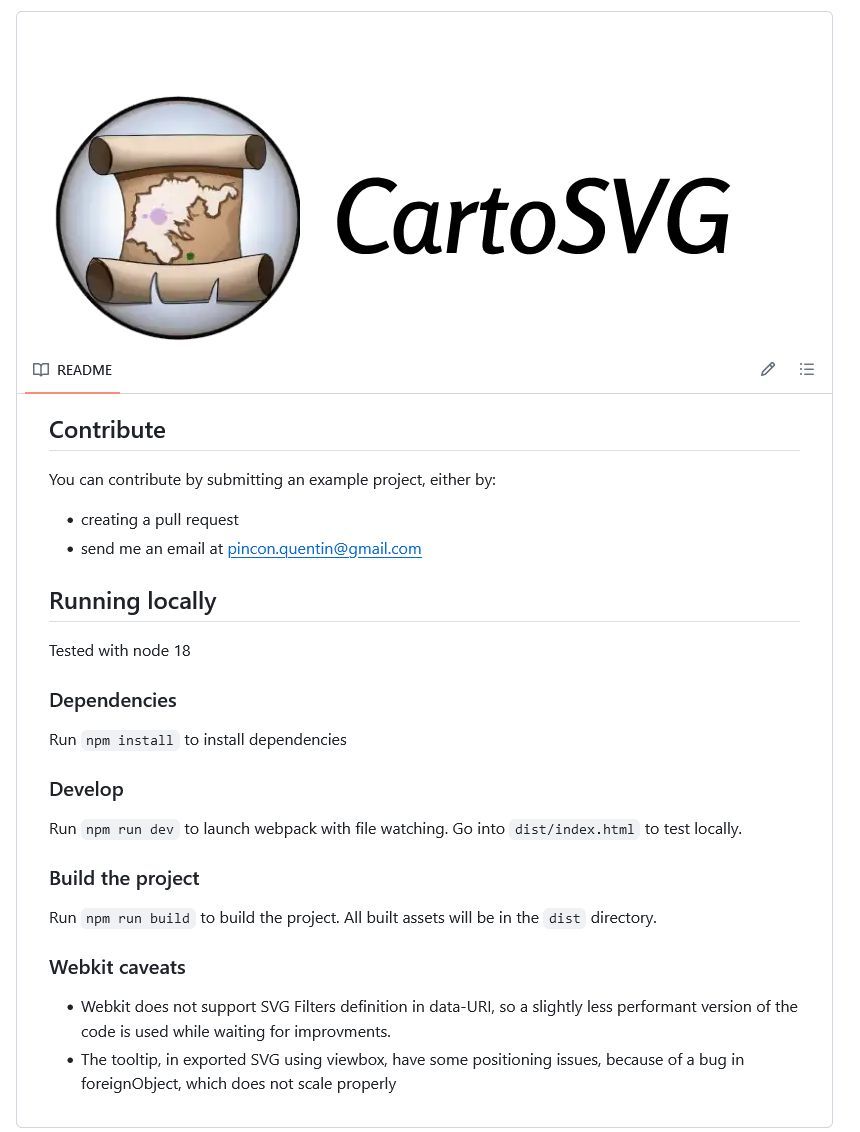 CartoSVG
README
Contribute
You can contribute by submitting an example project, either by:
creating a pull request
send me an email at pincon.quentin@gmail.com
Running locally
Tested with node 18
Dependencies
Run npm install to install dependencies
Develop
Run npm run dev to launch webpack with file watching. Go into dist/index.html to test locally.
Build the project
Run npm run build to build the project. All built assets will be in the dist directory.
Webkit caveats
Webkit does not support SVG Filters definition in data-URI, so a slightly less performant version of the
code is used while waiting for improvments.
The tooltip, in exported SVG using viewbox, have some positioning issues, because of a bug in
foreignObject, which does not scale properly